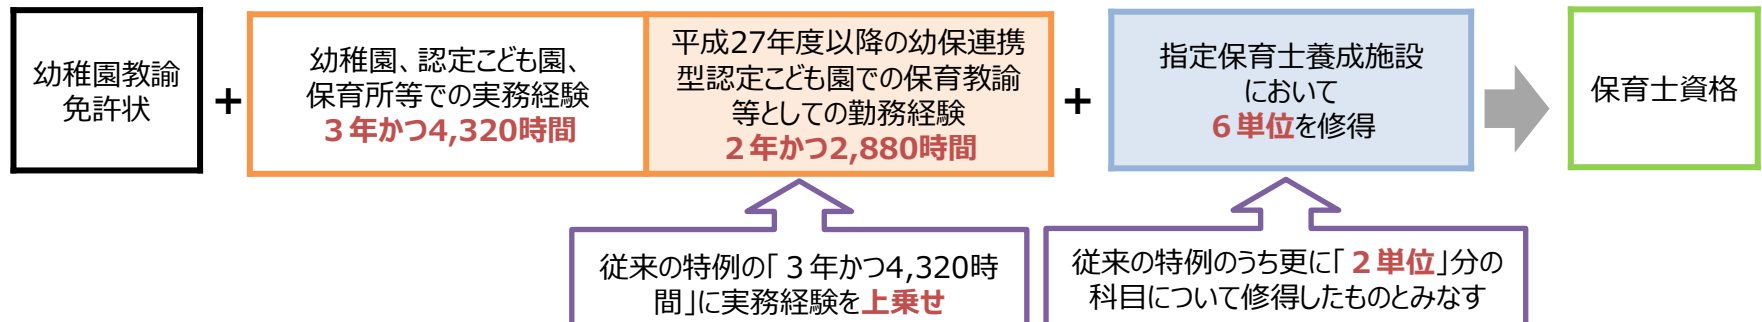 幼稚園教諭
免許状
+
幼稚園、認定こども園、
保育所等での実務経験
３年かつ4,320時間
平成27年度以降の幼保連携
型認定こども園での保育教諭
等としての勤務経験
２年かつ2,880時間
+
指定保育士養成施設
において
６単位を修得
保育士資格
従来の特例の「３年かつ4,320時
間」に実務経験を上乗せ
従来の特例のうち更に「２単位」分の
科目について修得したものとみなす